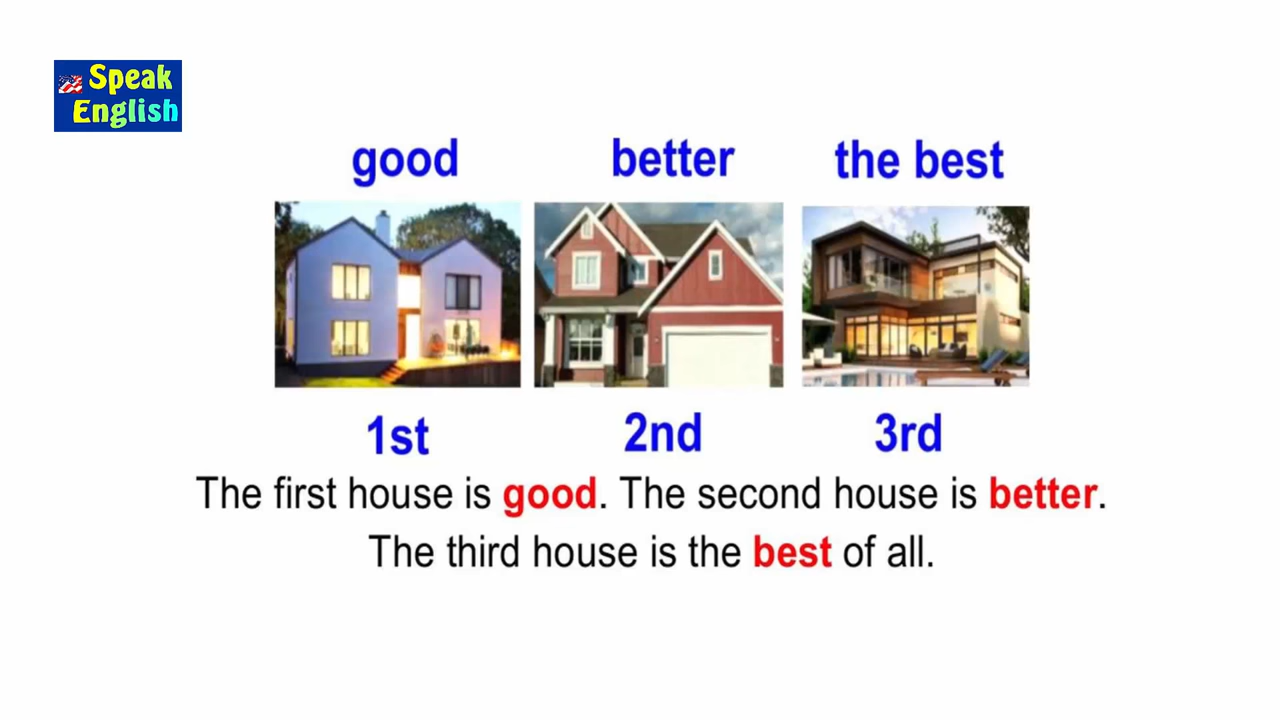 Speak
English
good better the best
1st 2nd 3rd
The first house is good. The second house is better.
The third house is the best of all.